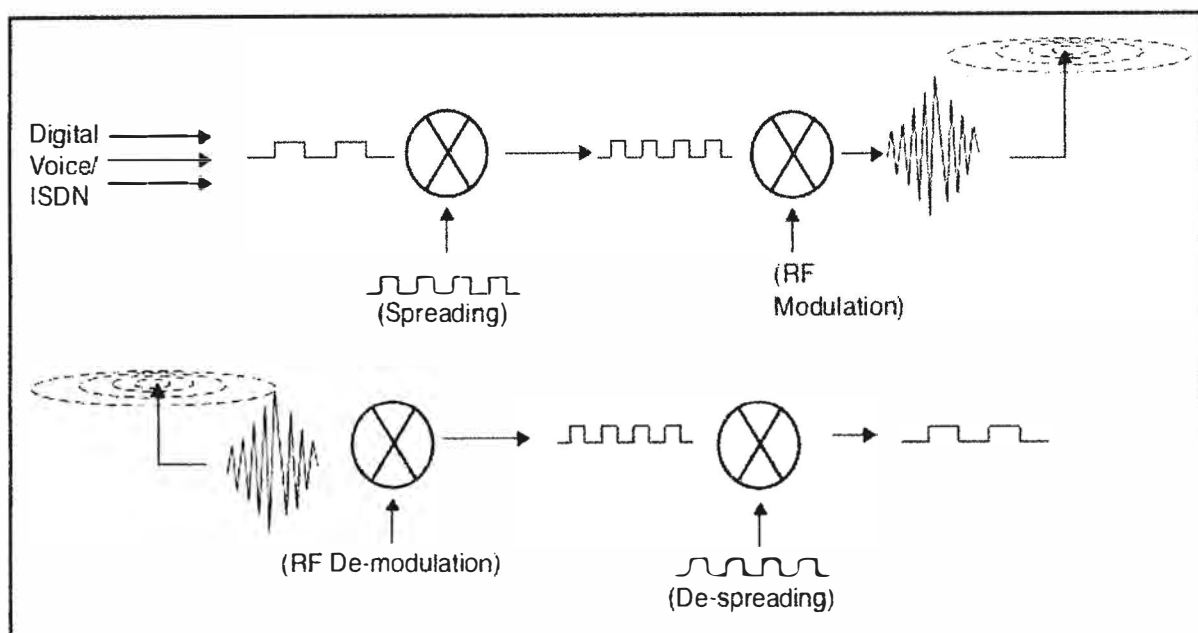 Digital
Voice/
ISDN
(Spreading)
(RF
Modulation)
(RF De-modulation)
(De-spreading)